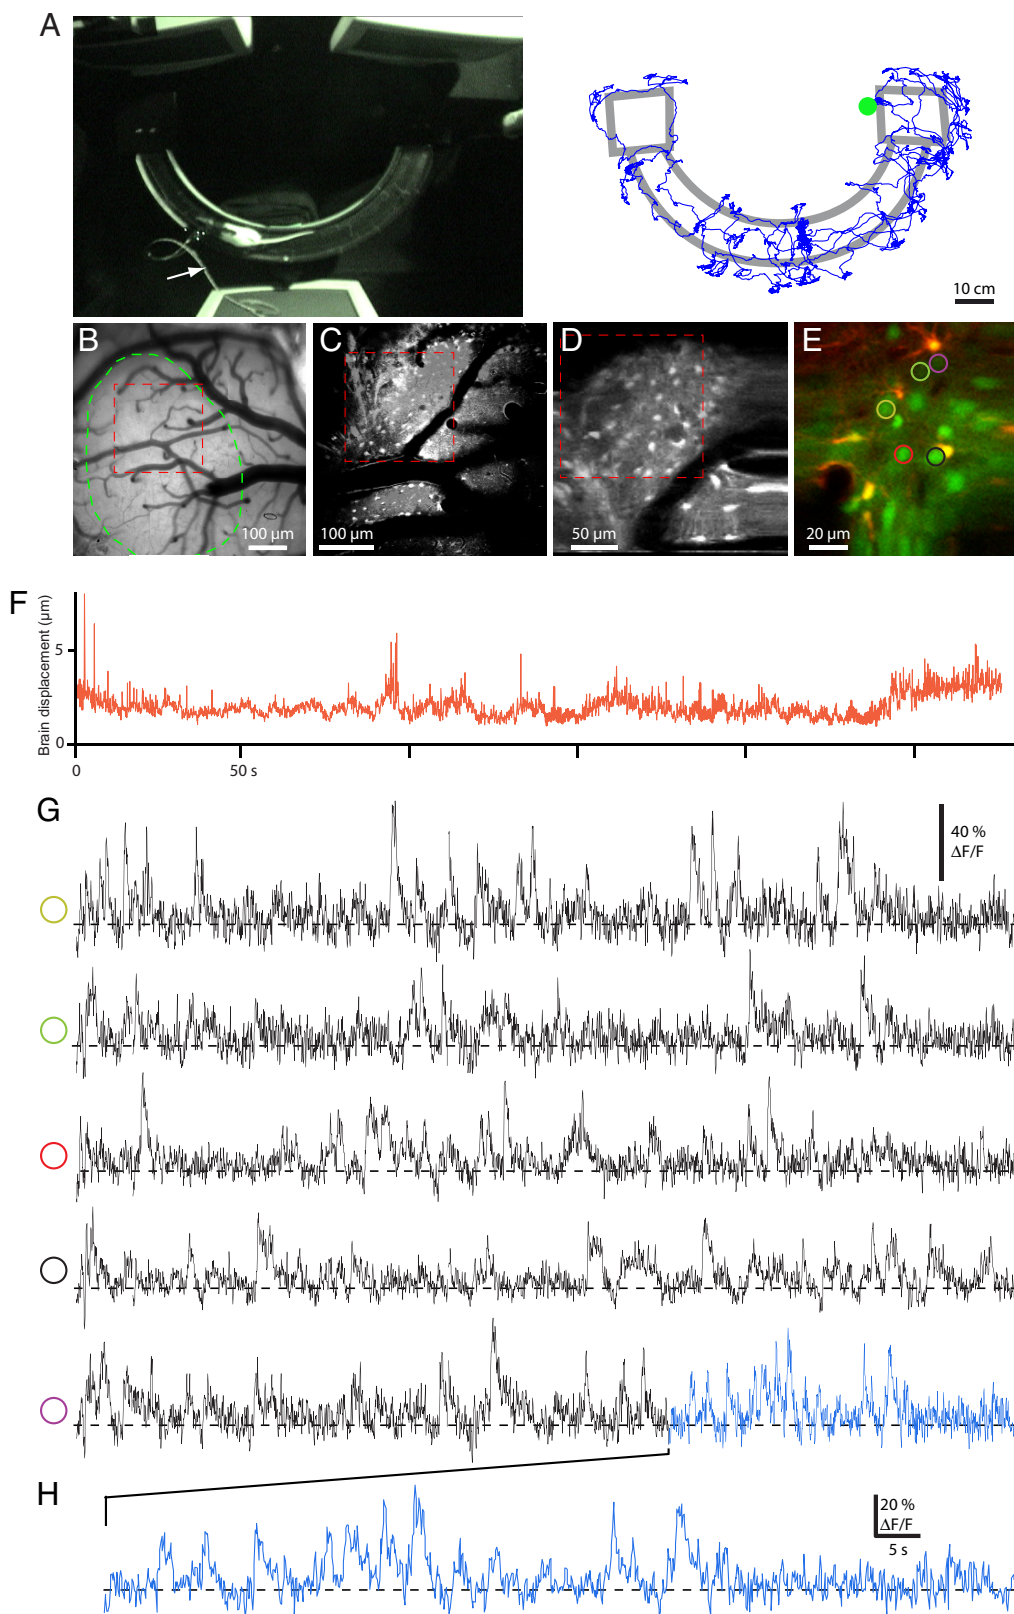 A
10 cm
B
100 µm
C
100 µm
D
50 µm
E
20 µm
F
Brain displacement (µm)
5
0
0
50 s
G
40 %
ΔF/F
H
20 %
ΔF/F
5 s